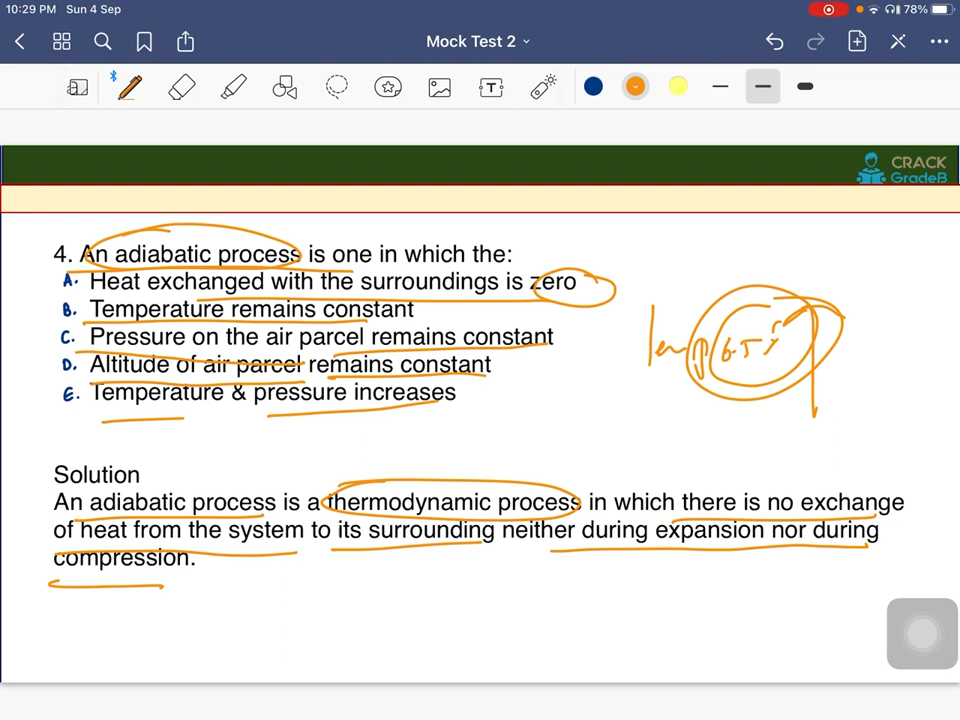 10:29 PM Sun 4 Sep
78%
Mock Test 2
CRACK
GradeB
4. An adiabatic process is one in which the:
A. Heat exchanged with the surroundings is zero
B. Temperature remains constant
C. Pressure on the air parcel remains constant
D. Altitude of air parcel remains constant
E. Temperature & pressure increases
Temp 6.5
Solution
An adiabatic process is a thermodynamic process in which there is no exchange
of heat from the system to its surrounding neither during expansion nor during
compression.